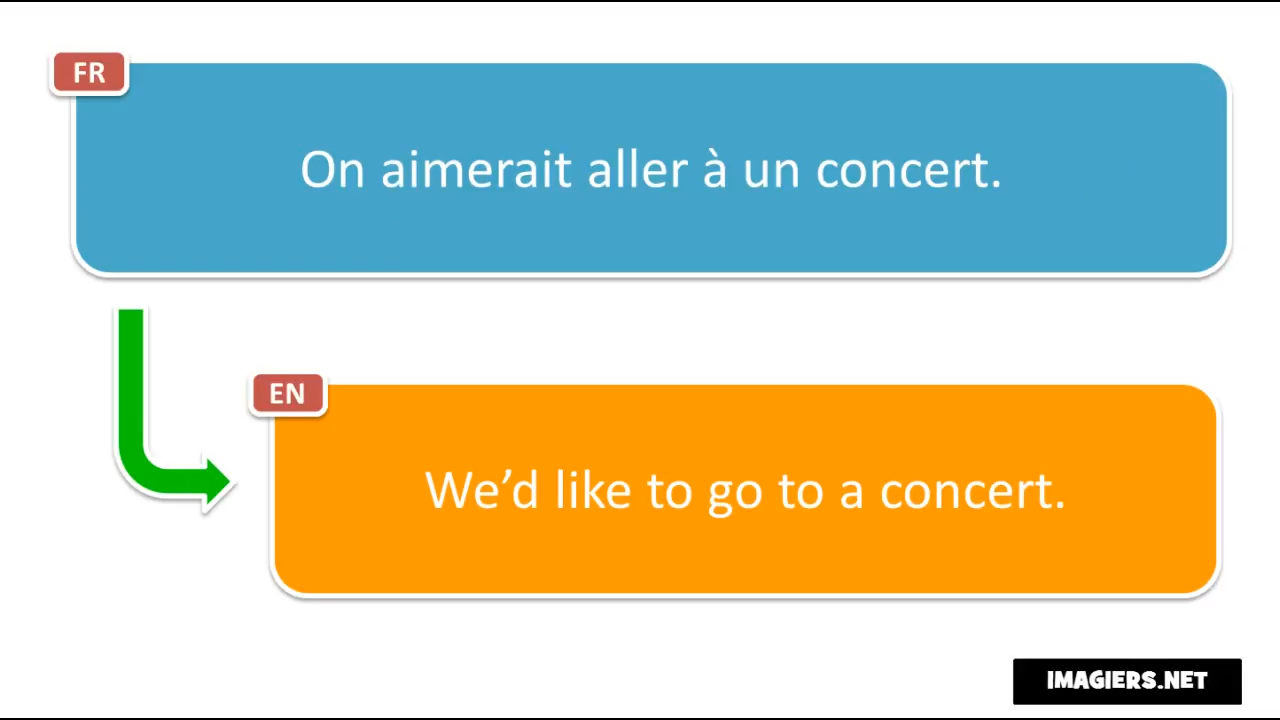 FR
On aimerait aller à un concert.
EN
We’d like to go to a concert.
IMAGIERS.NET